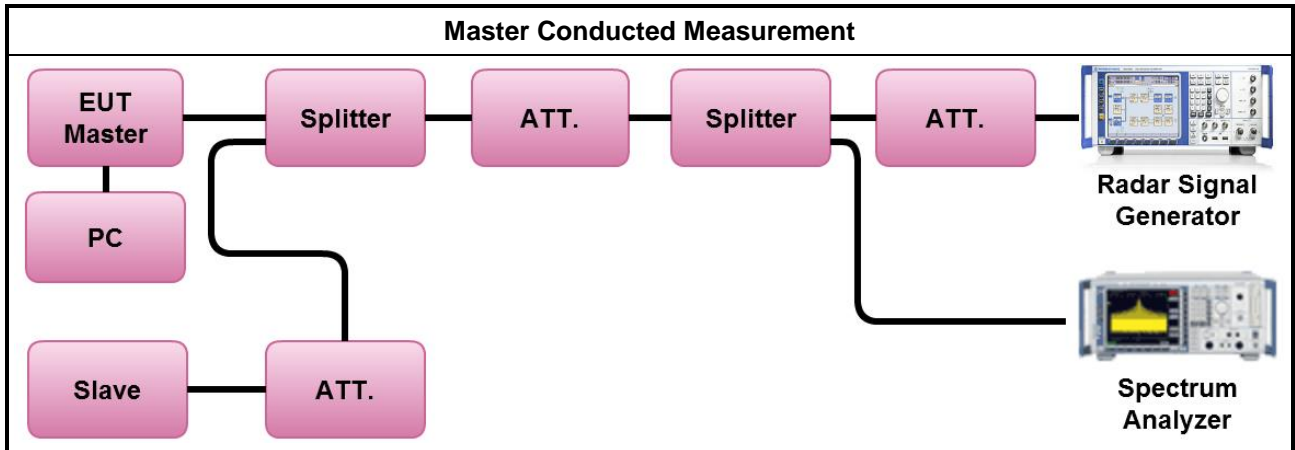 Master Conducted Measurement
EUT
Master
Splitter
ATT.
Splitter
ATT.
Radar Signal
Generator
PC
Slave
ATT.
Spectrum
Analyzer